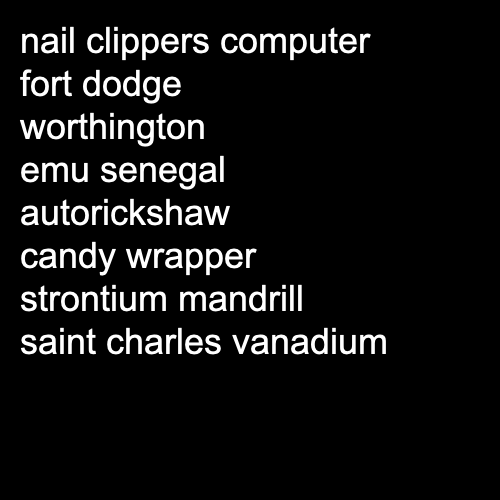 nail clippers computer
fort dodge
worthington
emu senegal
autorickshaw
candy wrapper
strontium mandrill
saint charles vanadium